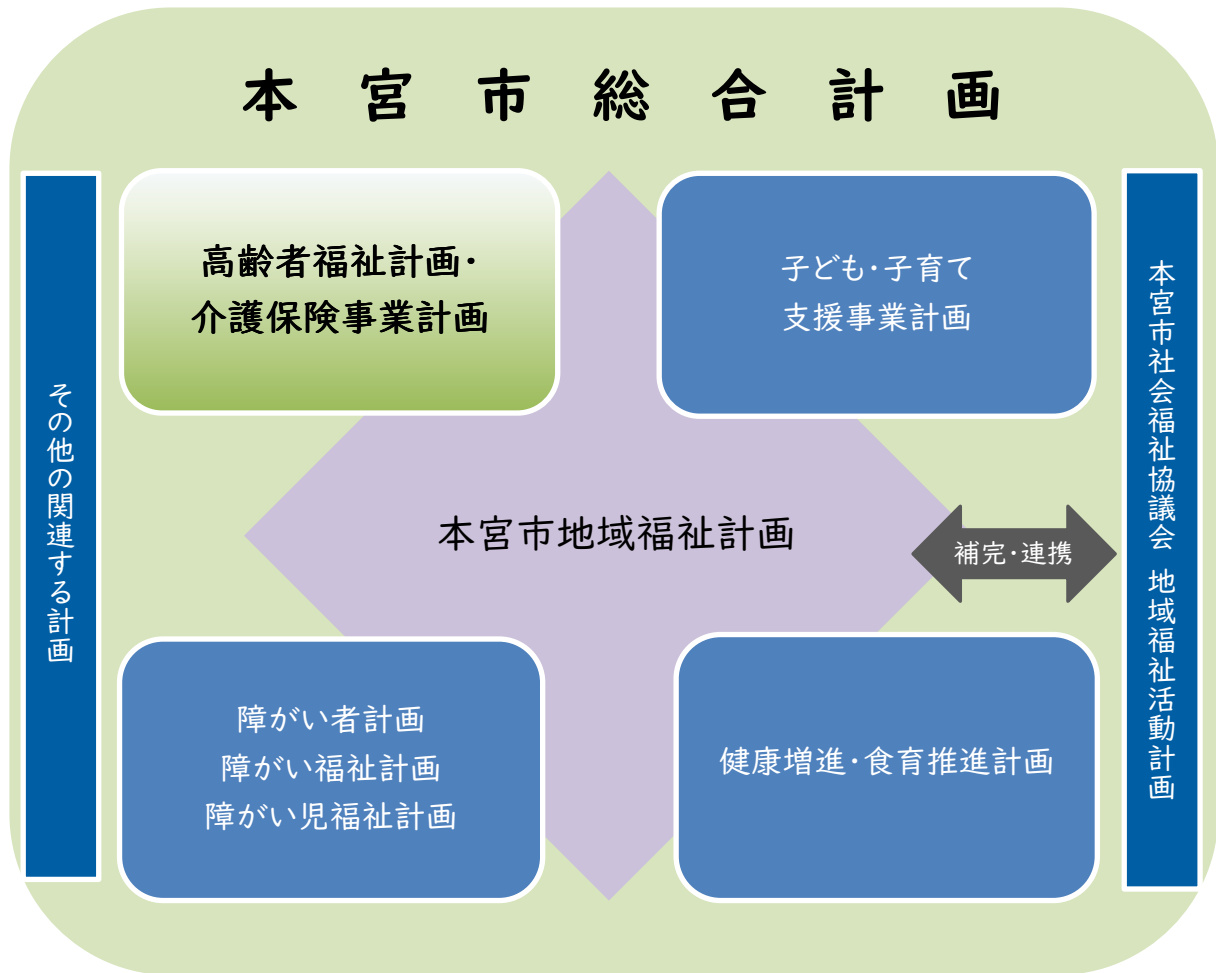 本宮市総合計画
高齢者福祉計画・
介護保険事業計画
子ども・子育て
支援事業計画
その他の関連する計画
本宮市地域福祉計画
補完・連携
本宮市社会福祉協議会 地域福祉活動計画
障がい者計画
障がい福祉計画
障がい児福祉計画
健康増進・食育推進計画